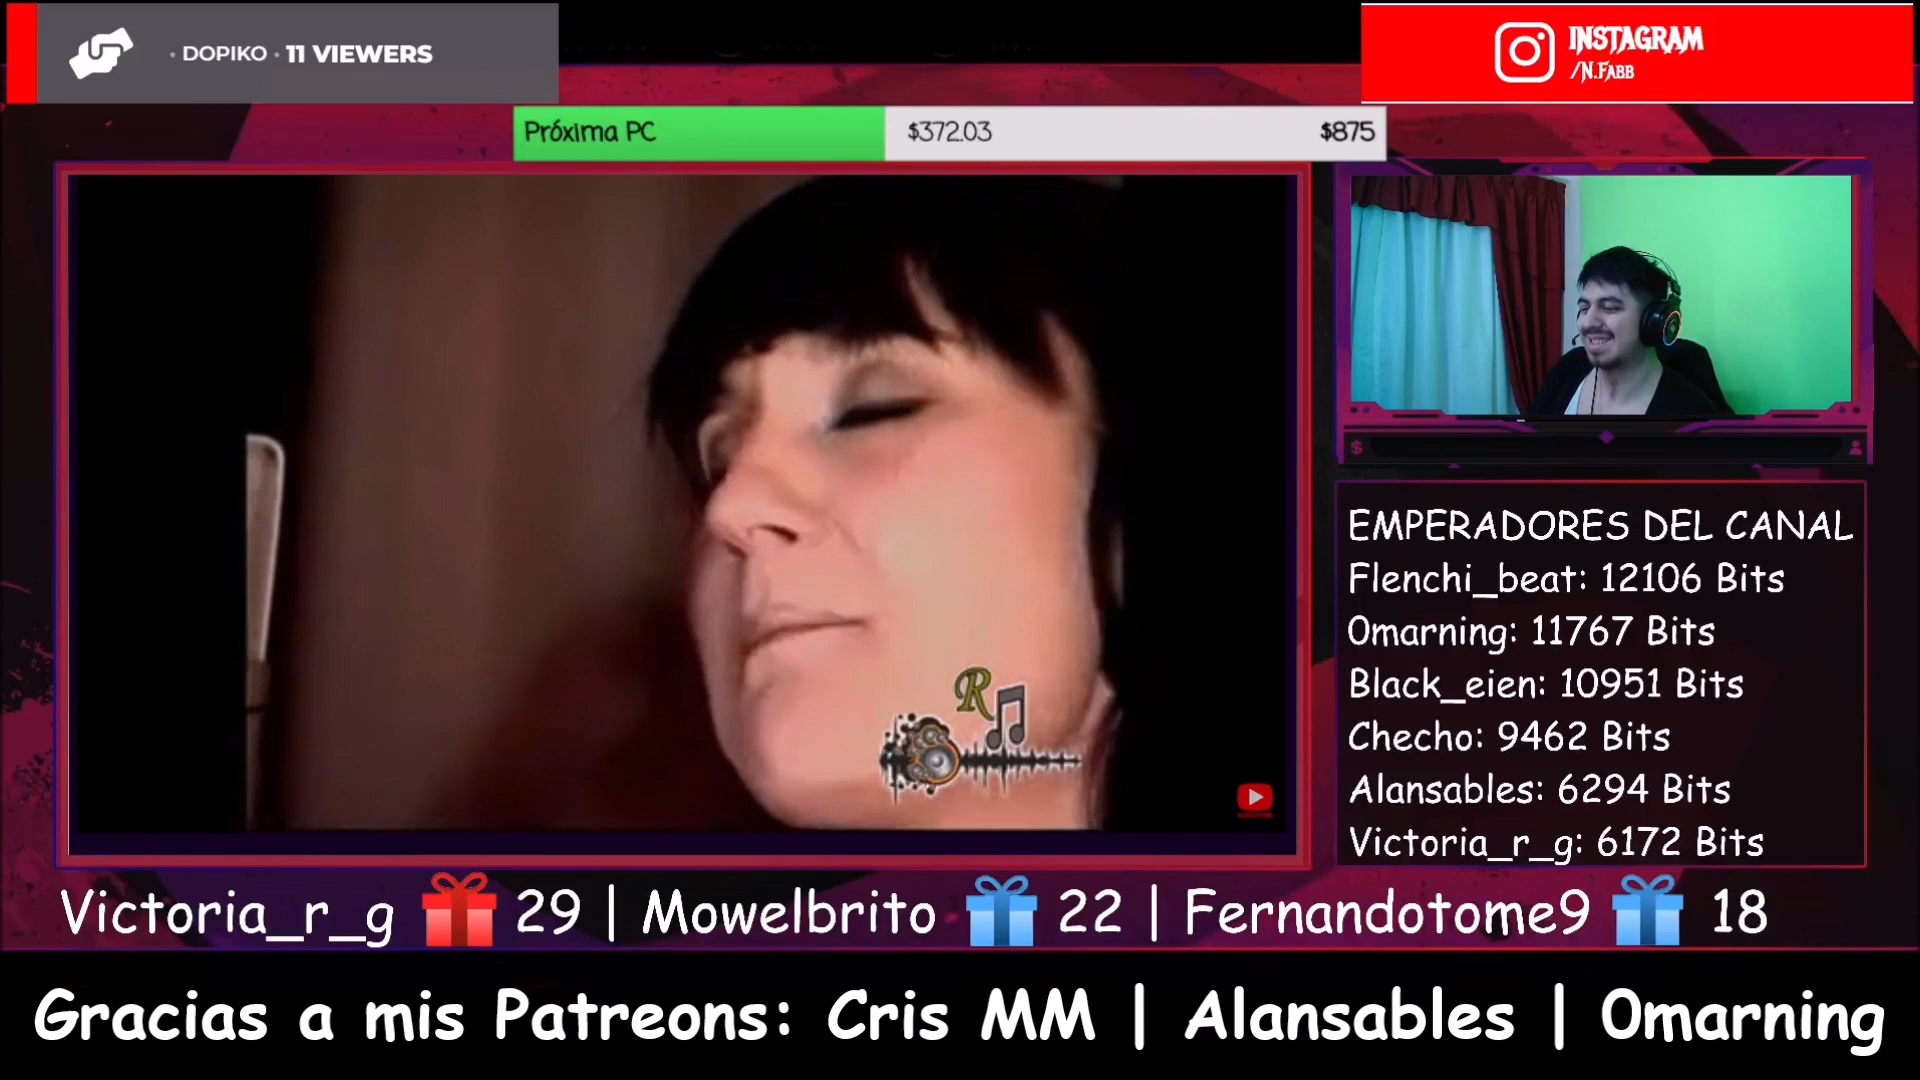 · DOPIKO · 11 VIEWERS
INSTAGRAM
/N.FABB
Próxima PC $372.03 $875
EMPERADORES DEL CANAL
Flenchi_beat: 12106 Bits
Omarning: 11767 Bits
Black_eien: 10951 Bits
Checho: 9462 Bits
Alansables: 6294 Bits
Victoria_r_g: 6172 Bits
R
Victoria_r_g 29 | Mowelbrito 22 | Fernandotome9 18
Gracias a mis Patreons: Cris MM | Alansables | Omarning